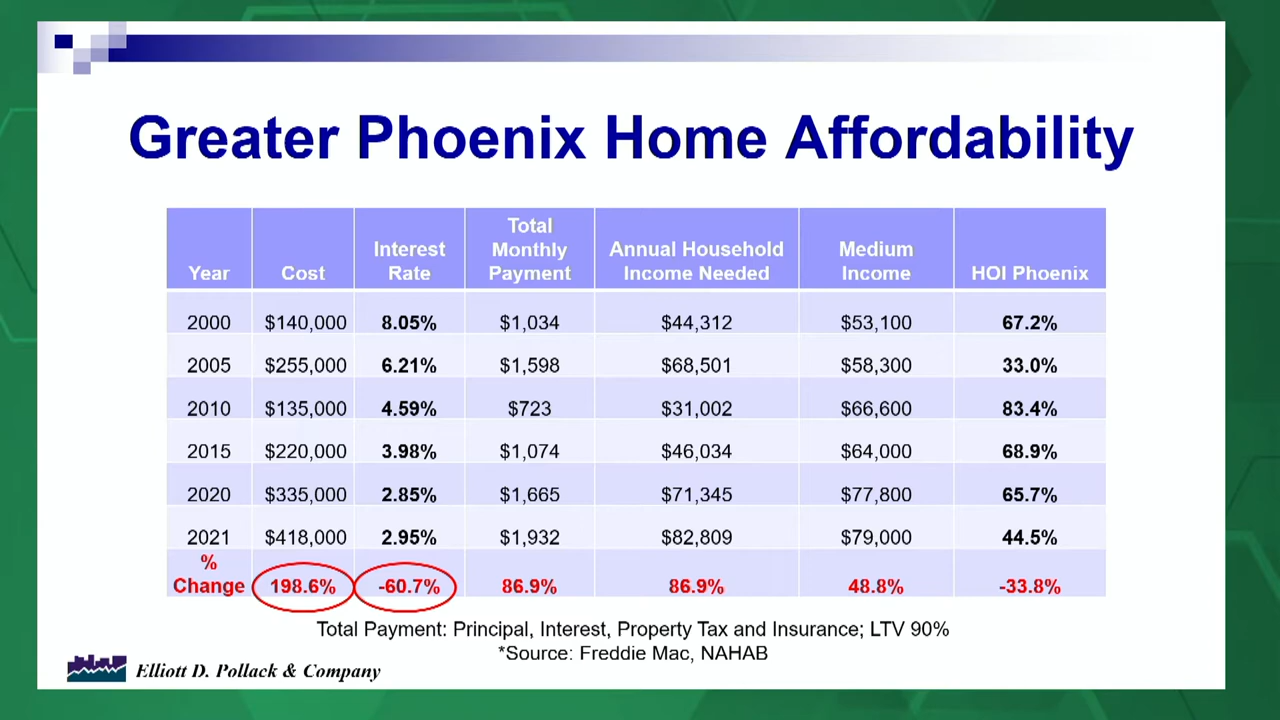 Greater Phoenix Home Affordability
Year Cost Interest Rate Total Monthly Payment Annual Household Income Needed Medium Income HOI Phoenix
2000 $140,000 8.05% $1,034 $44,312 $53,100 67.2%
2005 $255,000 6.21% $1,598 $68,501 $58,300 33.0%
2010 $135,000 4.59% $723 $31,002 $66,600 83.4%
2015 $220,000 3.98% $1,074 $46,034 $64,000 68.9%
2020 $335,000 2.85% $1,665 $71,345 $77,800 65.7%
2021 $418,000 2.95% $1,932 $82,809 $79,000 44.5%
% Change 198.6% -60.7% 86.9% 86.9% 48.8% -33.8%
Total Payment: Principal, Interest, Property Tax and Insurance; LTV 90%
*Source: Freddie Mac, NAHAB
Elliott D. Pollack & Company